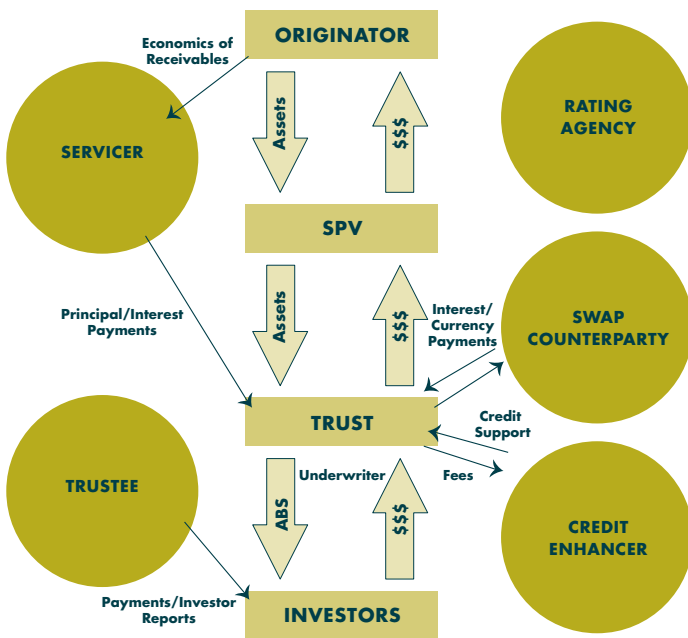 ORIGINATOR
Economics of
Receivables
RATING
AGENCY
SERVICER
Assets
$$$
SPV
Principal/Interest
Payments
Assets
$$$
Interest/
Currency
Payments
SWAP
COUNTERPARTY
TRUST
Credit
Support
TRUSTEE
Underwriter
Fees
ABS
$$$
CREDIT
ENHANCER
Payments/Investor
Reports
INVESTORS